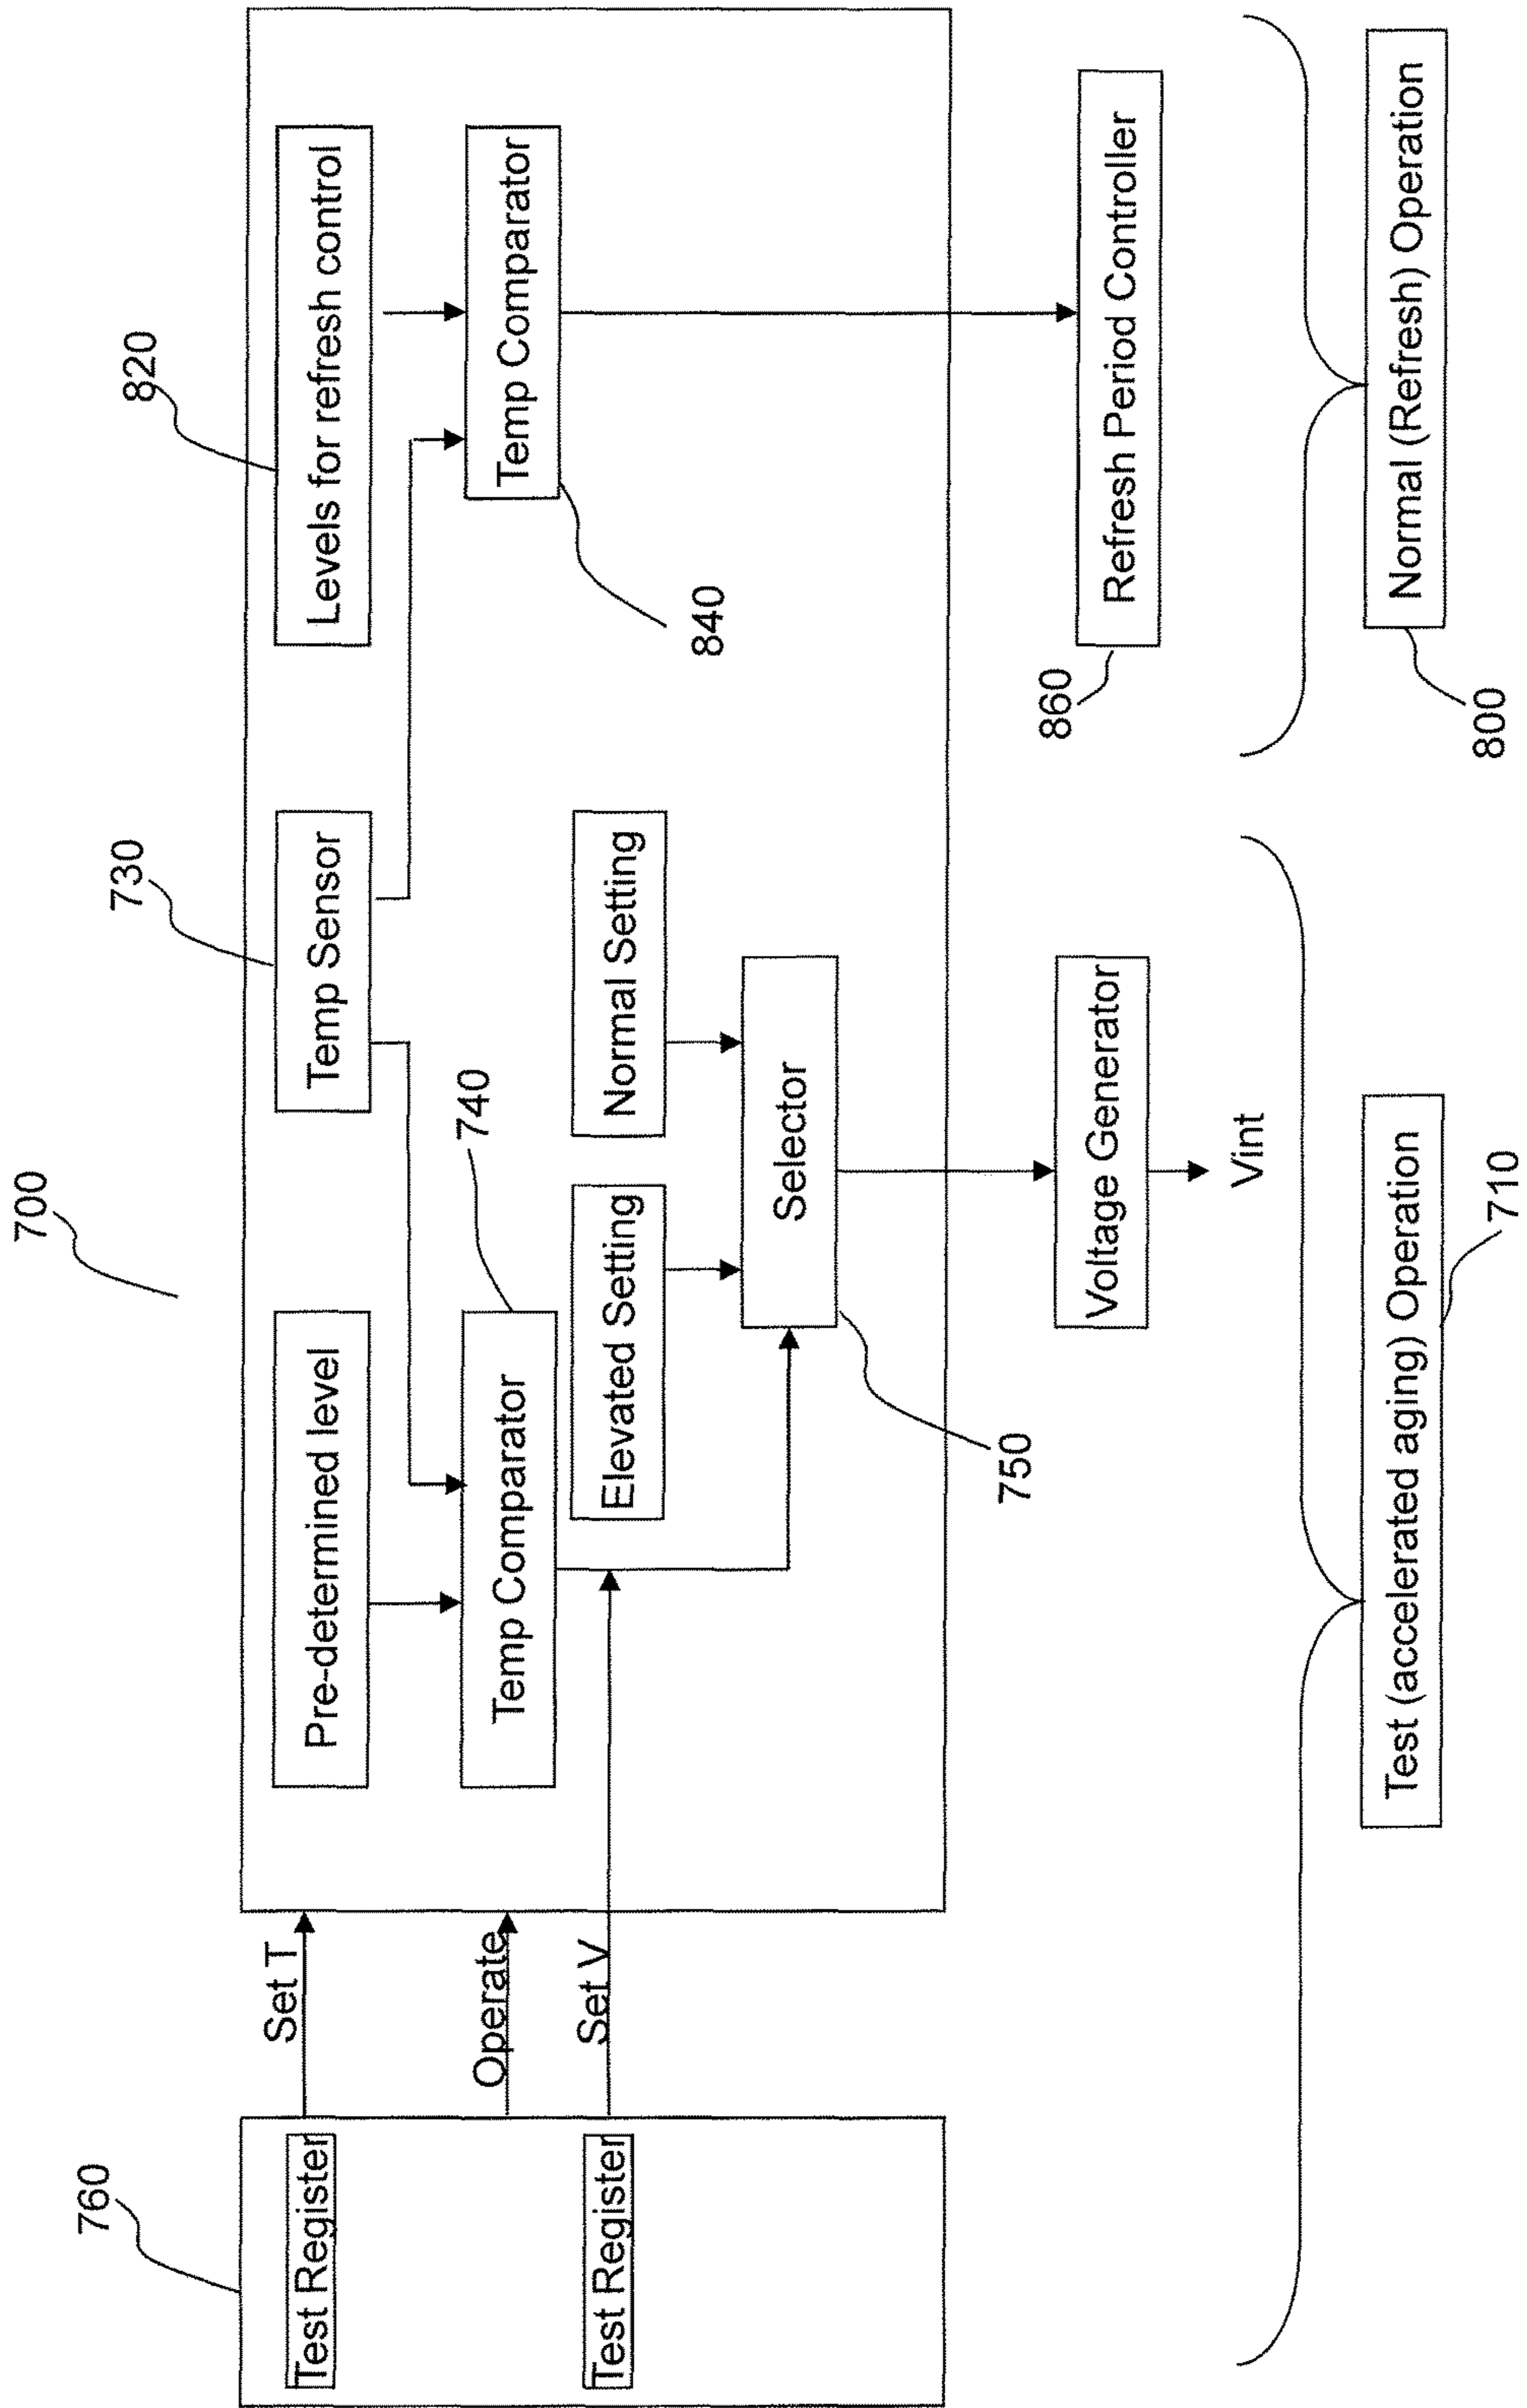 700
760
730
820
Test Register
Set T
Pre-determined level
Temp Sensor
Levels for refresh control
Operate
Temp Comparator
740
Temp Comparator
840
Test Register
Set V
Elevated Setting
Normal Setting
Selector
750
Voltage Generator
860
Refresh Period Controller
Vint
Test (accelerated aging) Operation
710
Normal (Refresh) Operation
800